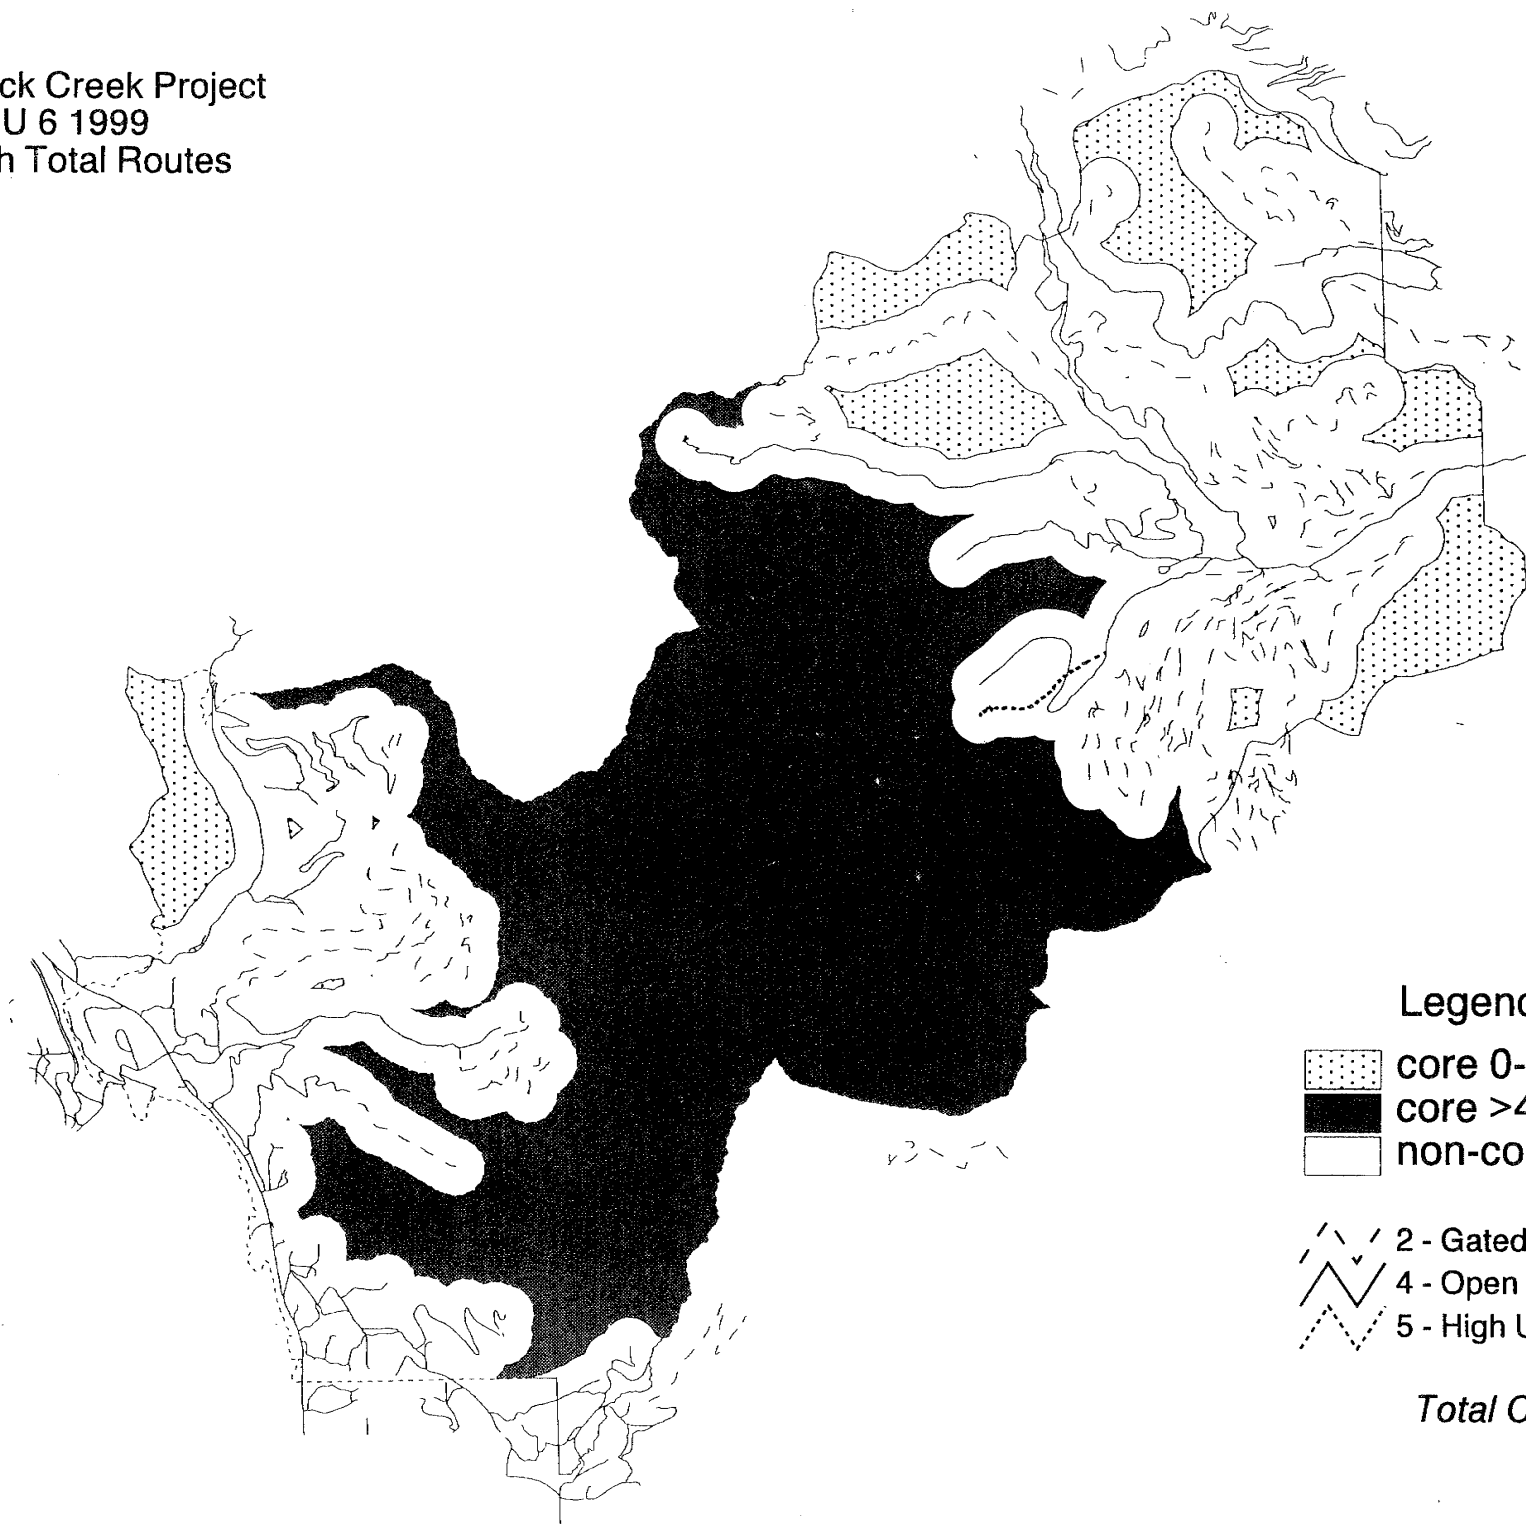 ck Creek Project
U 6 1999
h Total Routes
Legend
core 0-
core >4
non-co
2 - Gated
4 - Open
5 - High U
Total C